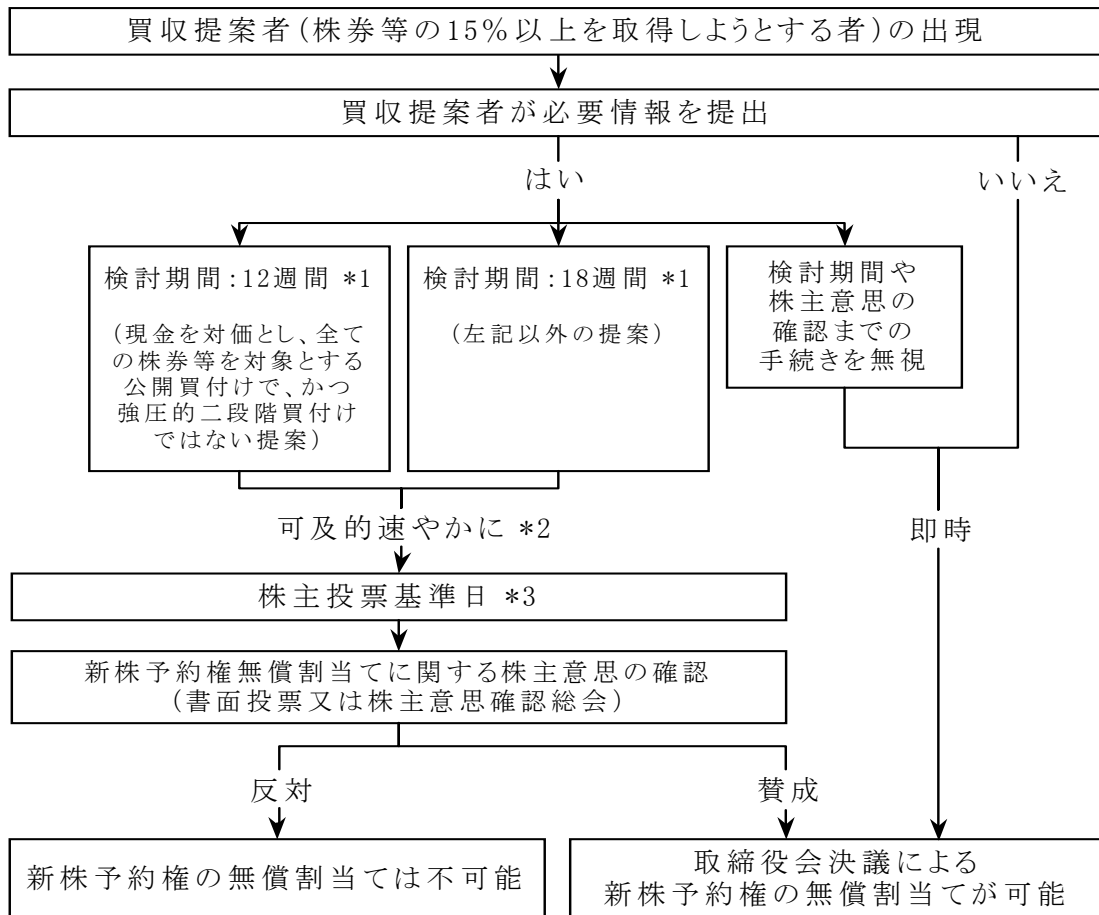 買収提案者(株券等の15%以上を取得しようとする者)の出現
買収提案者が必要情報を提出
はい
いいえ
検討期間:12週間 *1
(現金を対価とし、全て
の株券等を対象とする
公開買付けで、かつ
強圧的二段階買付け
ではない提案)
検討期間:18週間 *1
(左記以外の提案)
検討期間や
株主意思の
確認までの
手続きを無視
可及的速やかに *2
即時
株主投票基準日 *3
新株予約権無償割当てに関する株主意思の確認
(書面投票又は株主意思確認総会)
反対
賛成
新株予約権の無償割当ては不可能
取締役会決議による
新株予約権の無償割当てが可能